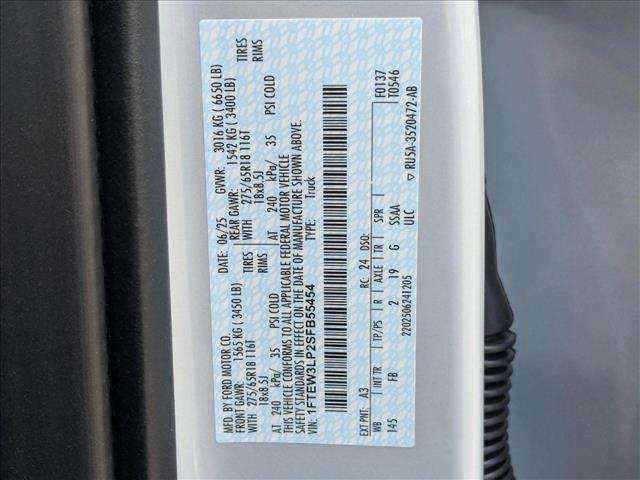 MFD. BY FORD MOTOR CO.
DATE: 06/25 GVWR: 3016 KG ( 6650 LB)
FRONT GAWR: 1565 KG ( 3450 LB) REAR GAWR: 1542 KG ( 3400 LB)
275/65R18 116T TIRES WITH 275/65R18 116T TIRES
18x8.5J RIMS 18x8.5J RIMS
AT 240 kPa/ 35 PSI COLD AT 240 kPa/ 35 PSI COLD
THIS VEHICLE CONFORMS TO ALL APPLICABLE FEDERAL MOTOR VEHICLE
SAFETY STANDARDS IN EFFECT ON THE DATE OF MANUFACTURE SHOWN ABOVE.
VIN: 1FTEW3LP2SFB55454 TYPE: Truck
F0137
T0546
EXT PNT: A3 RC: 24 DSO:
WB INT TR TP/PS R AXLE TR SPR
145 FB 2 19 G SSAA
ULC
2202506241205
▽ RU5A-3520472-AB